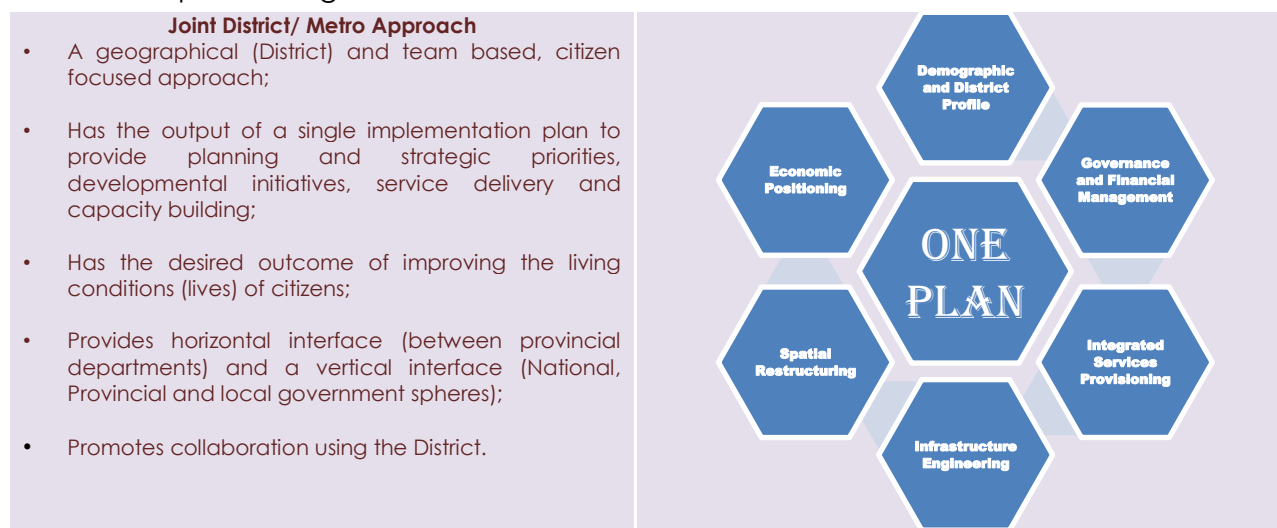 Joint District/ Metro Approach
• A geographical (District) and team based, citizen
focused approach;
• Has the output of a single implementation plan to
provide planning and strategic priorities,
developmental initiatives, service delivery and
capacity building;
• Has the desired outcome of improving the living
conditions (lives) of citizens;
• Provides horizontal interface (between provincial
departments) and a vertical interface (National,
Provincial and local government spheres);
• Promotes collaboration using the District.
Demographic
and District
Profile
Governance
and Financial
Management
Integrated
Services
Provisioning
Infrastructure
Engineering
Spatial
Restructuring
Economic
Positioning
ONE
PLAN